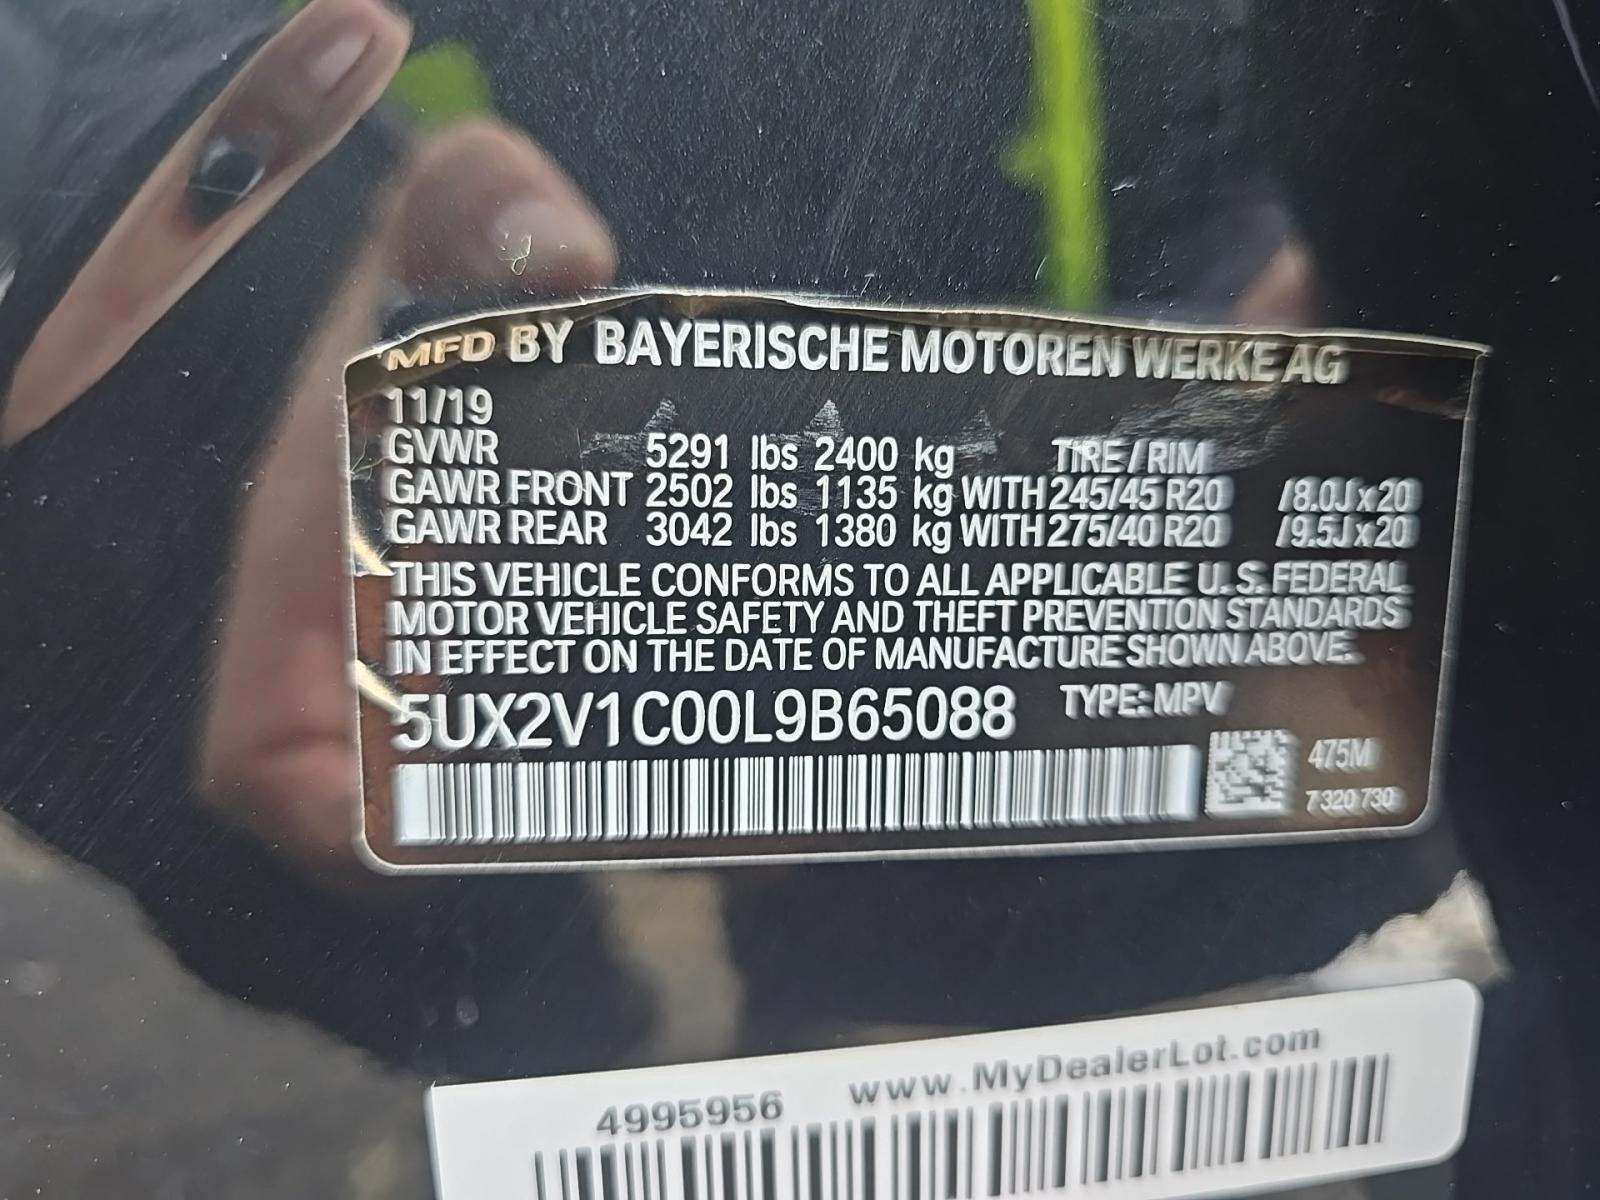 MFD BY BAYERISCHE MOTOREN WERKE AG
11/19
GVWR 5291 lbs 2400 kg TIRE/RIM
GAWR FRONT 2502 lbs 1135 kg WITH 245/45 R20 /8.0J x 20
GAWR REAR 3042 lbs 1380 kg WITH 275/40 R20 /9.5J x 20
THIS VEHICLE CONFORMS TO ALL APPLICABLE U.S. FEDERAL
MOTOR VEHICLE SAFETY AND THEFT PREVENTION STANDARDS
IN EFFECT ON THE DATE OF MANUFACTURE SHOWN ABOVE.
5UX2V1C00L9B65088 TYPE: MPV
475M
7 320 730
4995956 www.MyDealerLot.com